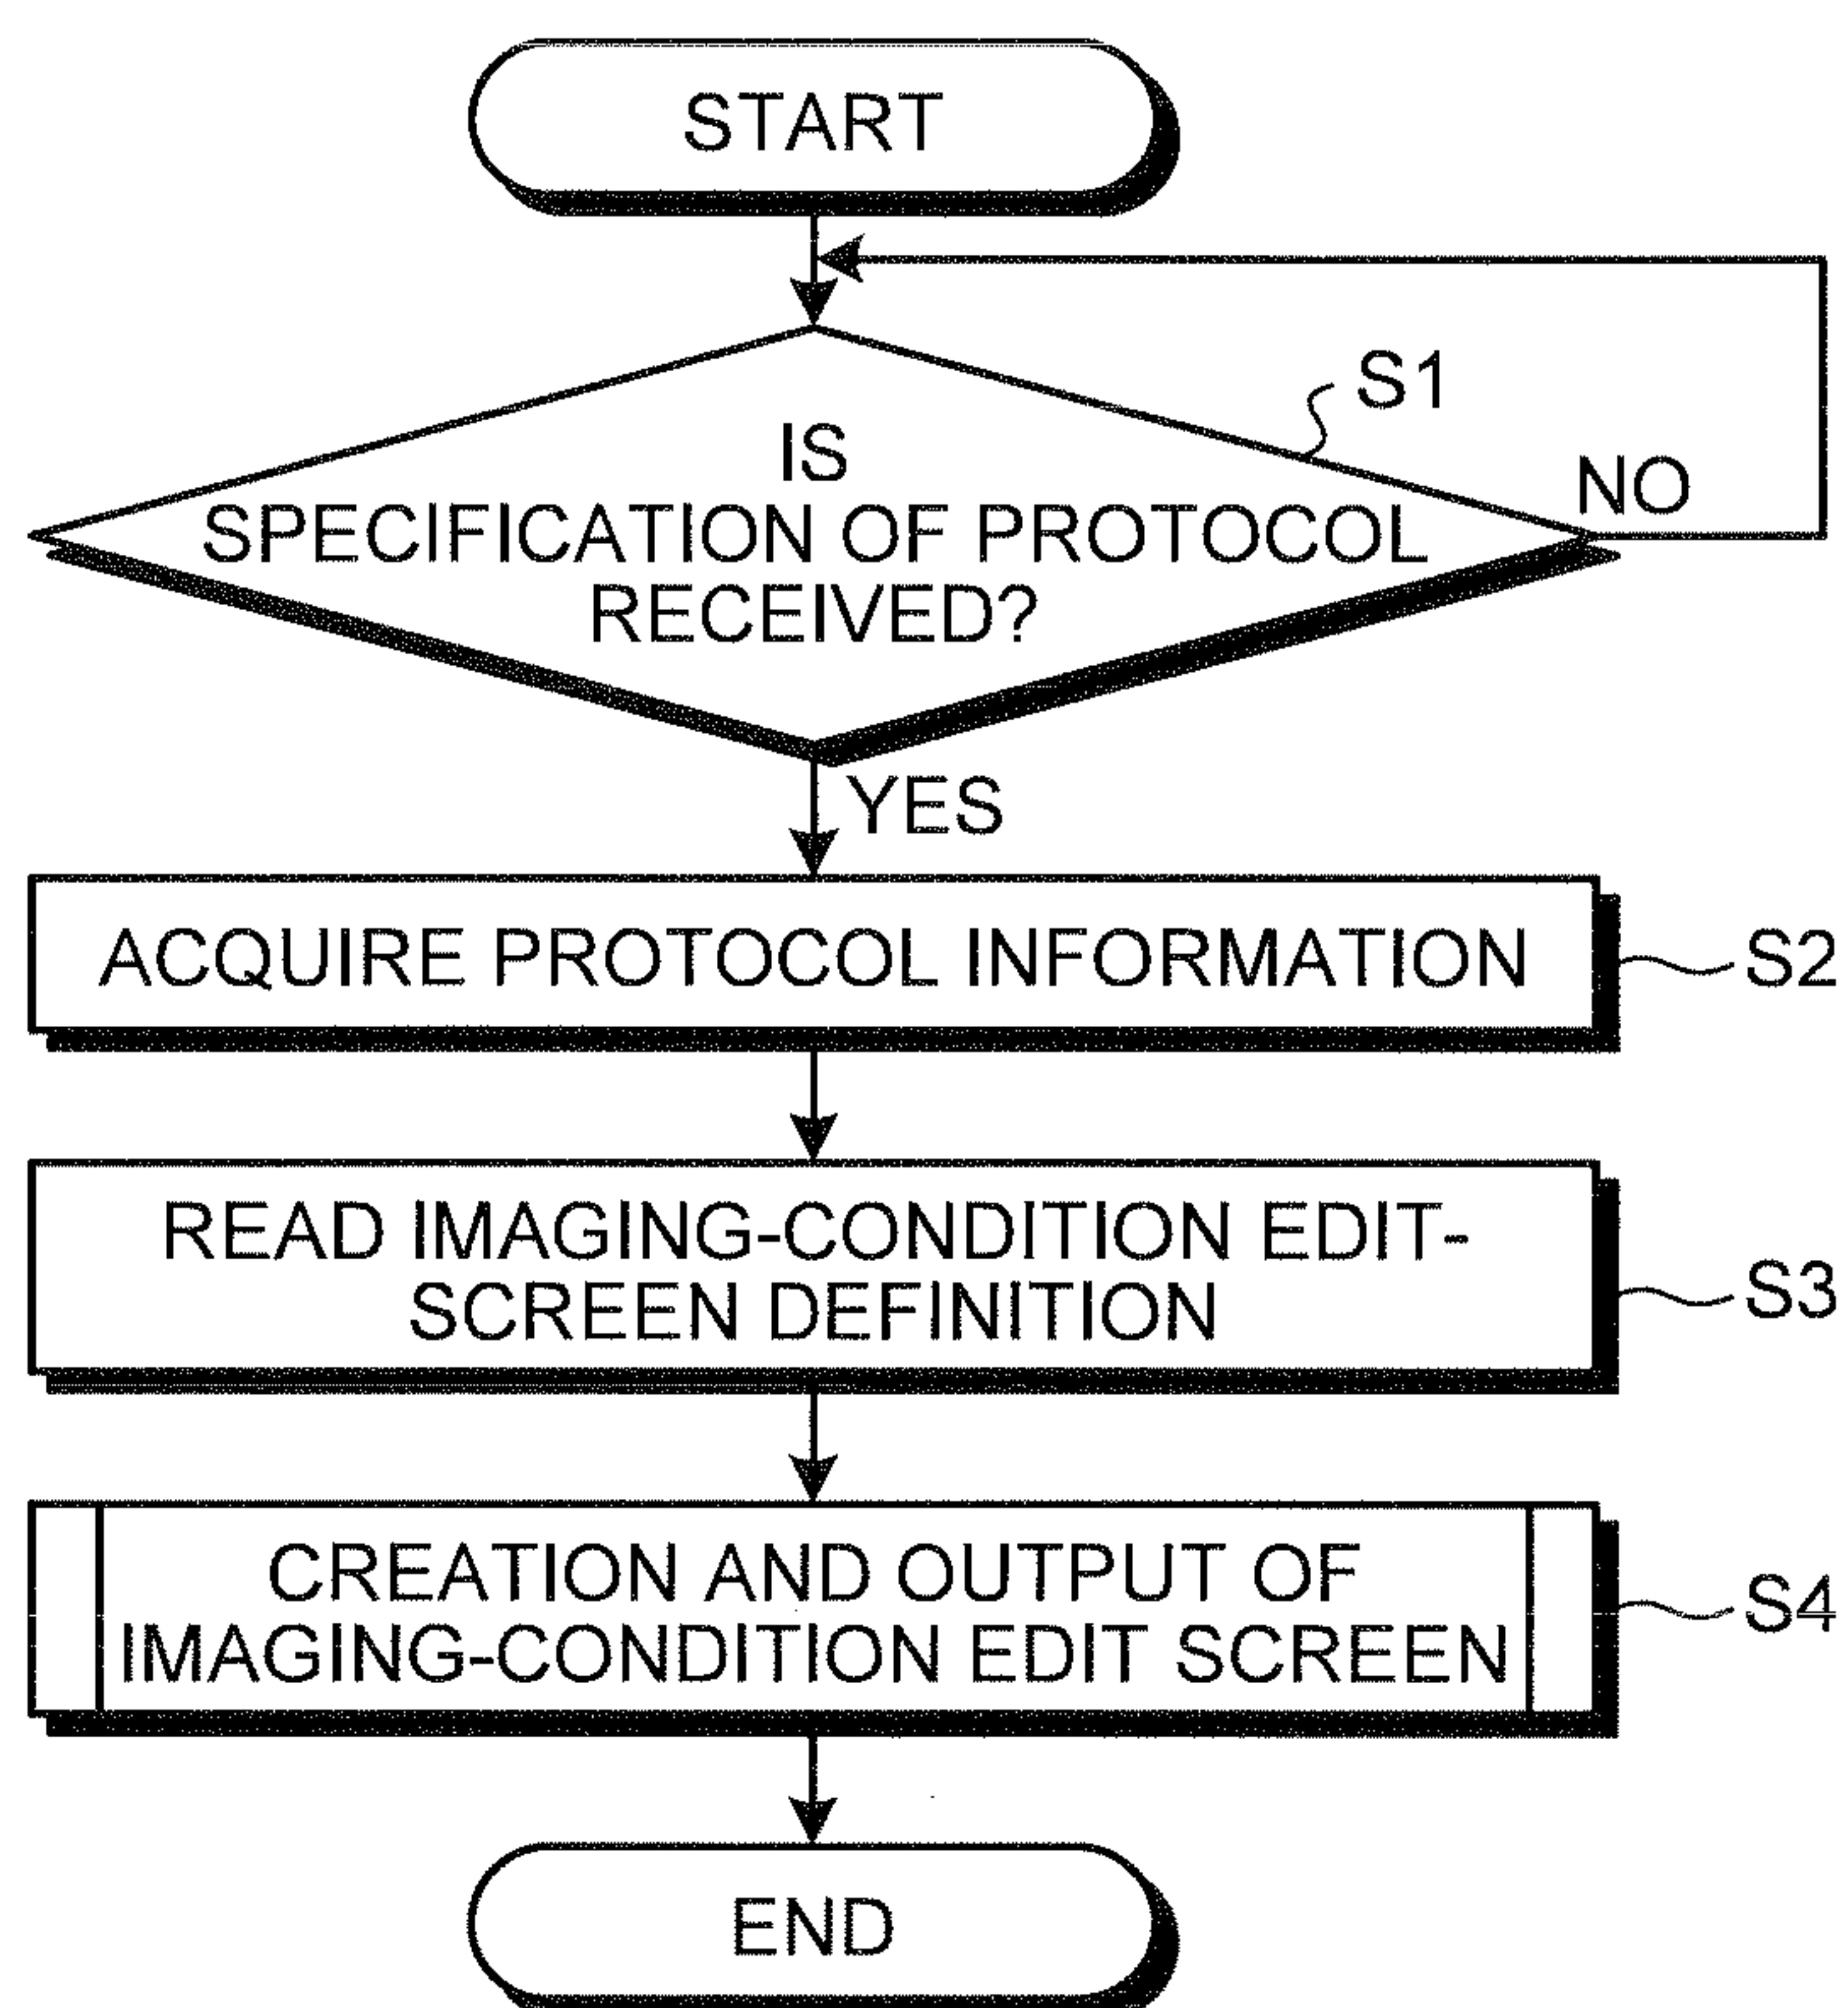 START
S1
IS
NO
SPECIFICATION OF PROTOCOL
RECEIVED?
YES
ACQUIRE PROTOCOL INFORMATION
S2
READ IMAGING-CONDITION EDIT-
SCREEN DEFINITION
S3
CREATION AND OUTPUT OF
IMAGING-CONDITION EDIT SCREEN
S4
END